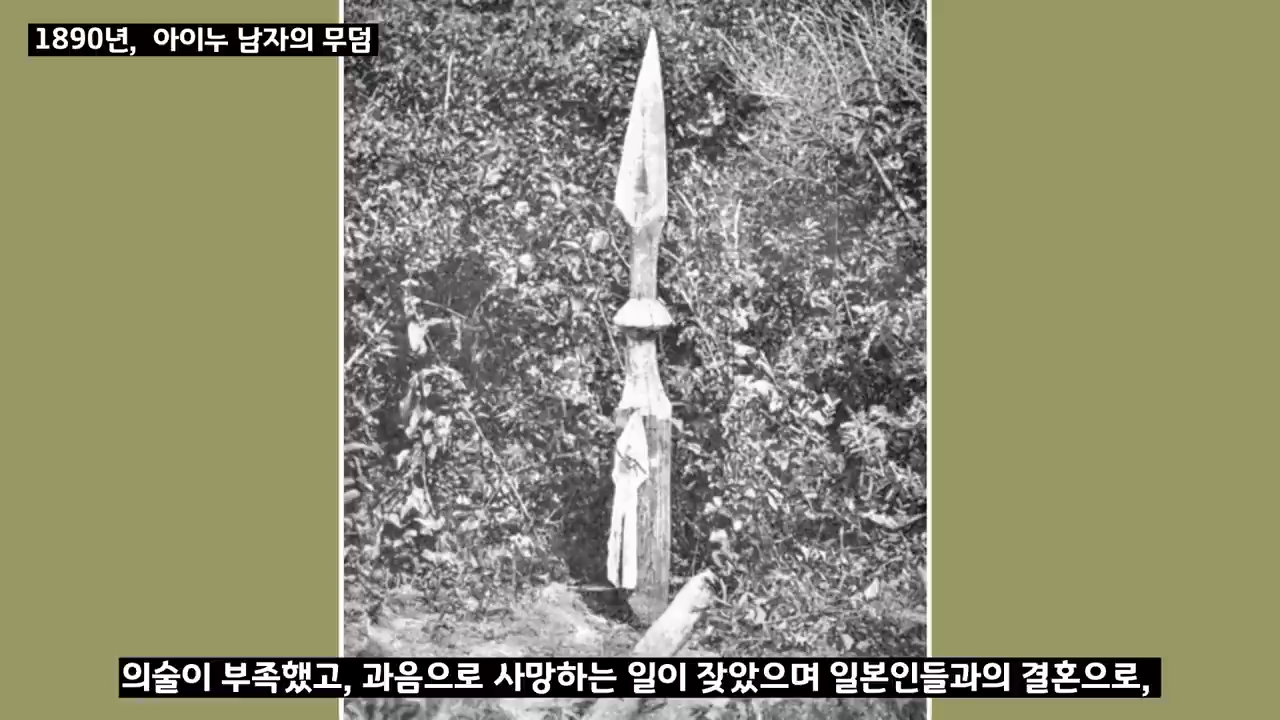 1890년, 아이누 남자의 무덤
의술이 부족했고, 과음으로 사망하는 일이 잦았으며 일본인들과의 결혼으로,